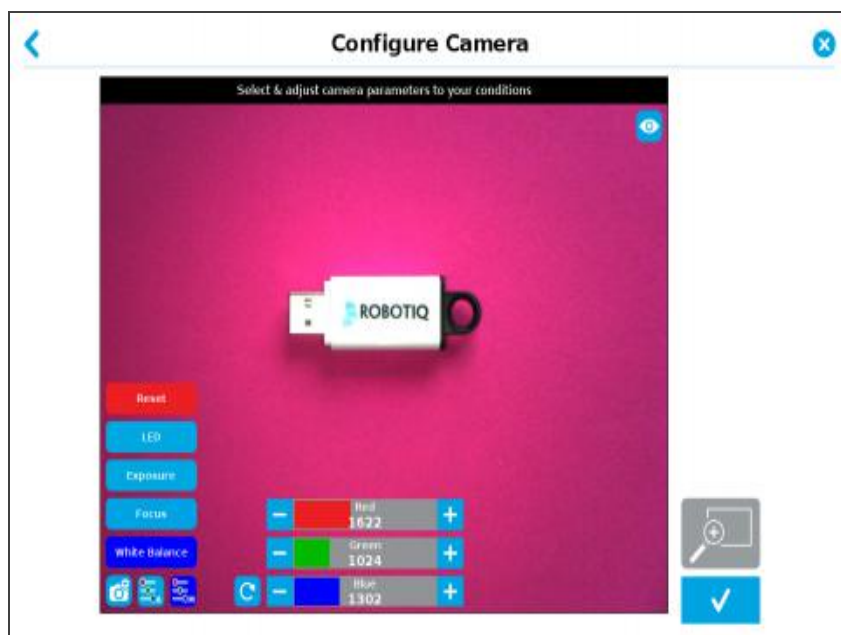 Configure Camera
Select & adjust camera parameters to your conditions
ROBOTIQ
Reset
LED
Exposure
Focus
White Balance
Red
1622
Green
1024
Blue
1302